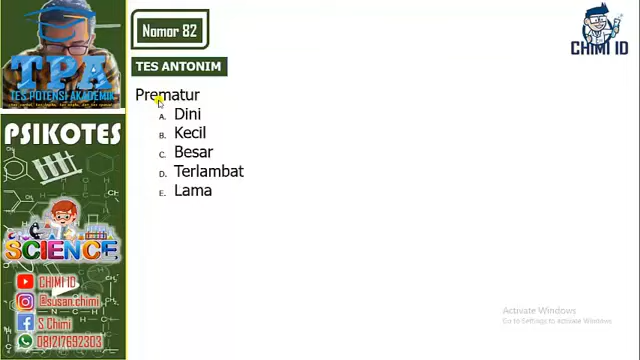 Nomor 82
CHIMI ID
TPA
TES POTENSI AKADEMIK
TES ANTONIM
Prematur
A. Dini
B. Kecil
C. Besar
D. Terlambat
E. Lama
PSIKOTES
SCIENCE
CHIMI ID
@susan.chimi
S Chimi
081217692303
Activate Windows
Go to Settings to activate Windows.